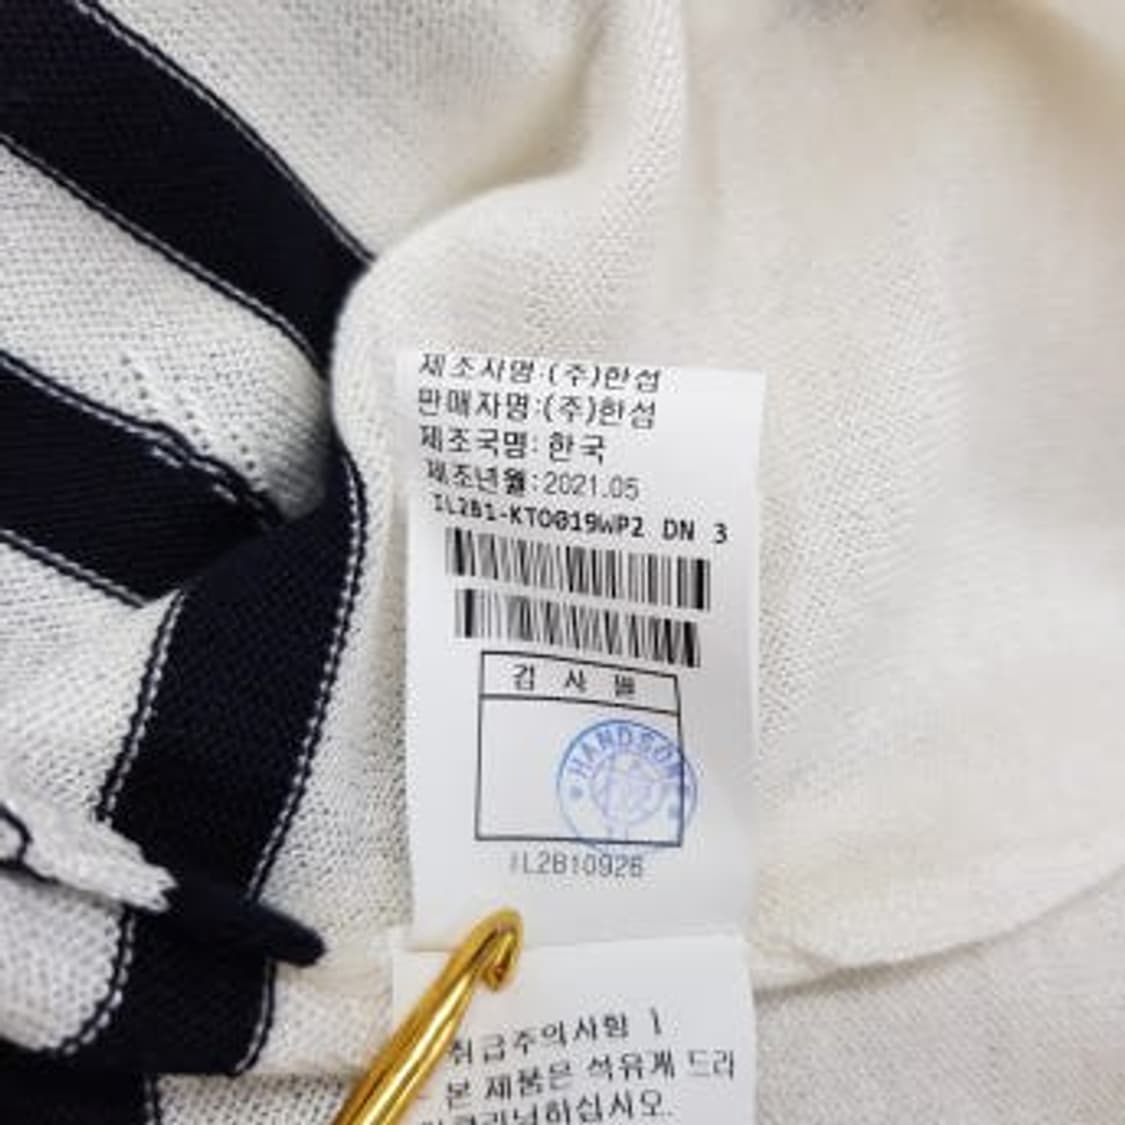 제조사명:(주)한섬
판매자명:(주)한섬
제조국명: 한국
제조년월:2021.05
IL2B1-KTO019WP2 DN 3
검 사 필
HANDSOME
IL2B10926
취급주의사항 1
본 제품은 석유계 드라
이클리닝하십시오.